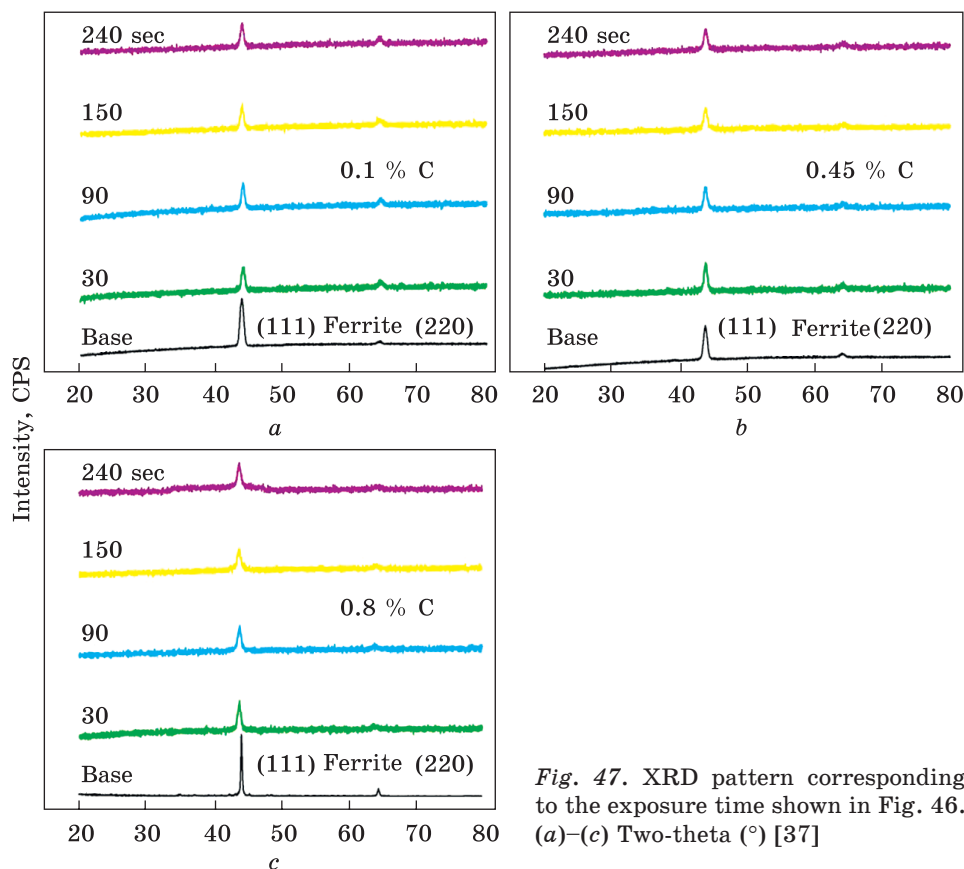 240 sec
150
0.1 % C
90
30
Base
(111) Ferrite (220)
20 30 40 50 60 70 80
a
240 sec
150
0.45 % C
90
30
Base
(111) Ferrite (220)
20 30 40 50 60 70 80
b
Intensity, CPS
240 sec
150
0.8 % C
90
30
Base
(111) Ferrite (220)
20 30 40 50 60 70 80
c
Fig. 47. XRD pattern corresponding
to the exposure time shown in Fig. 46.
(a)–(c) Two-theta (°) [37]